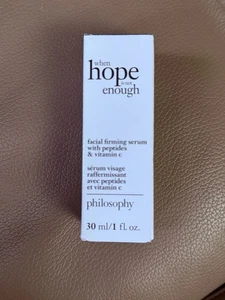 when
hope
is not
enough
facial firming serum
with peptides
& vitamin c
sérum visage
raffermissant
avec peptides
et vitamin c
philosophy
30 ml/1 fl. oz.